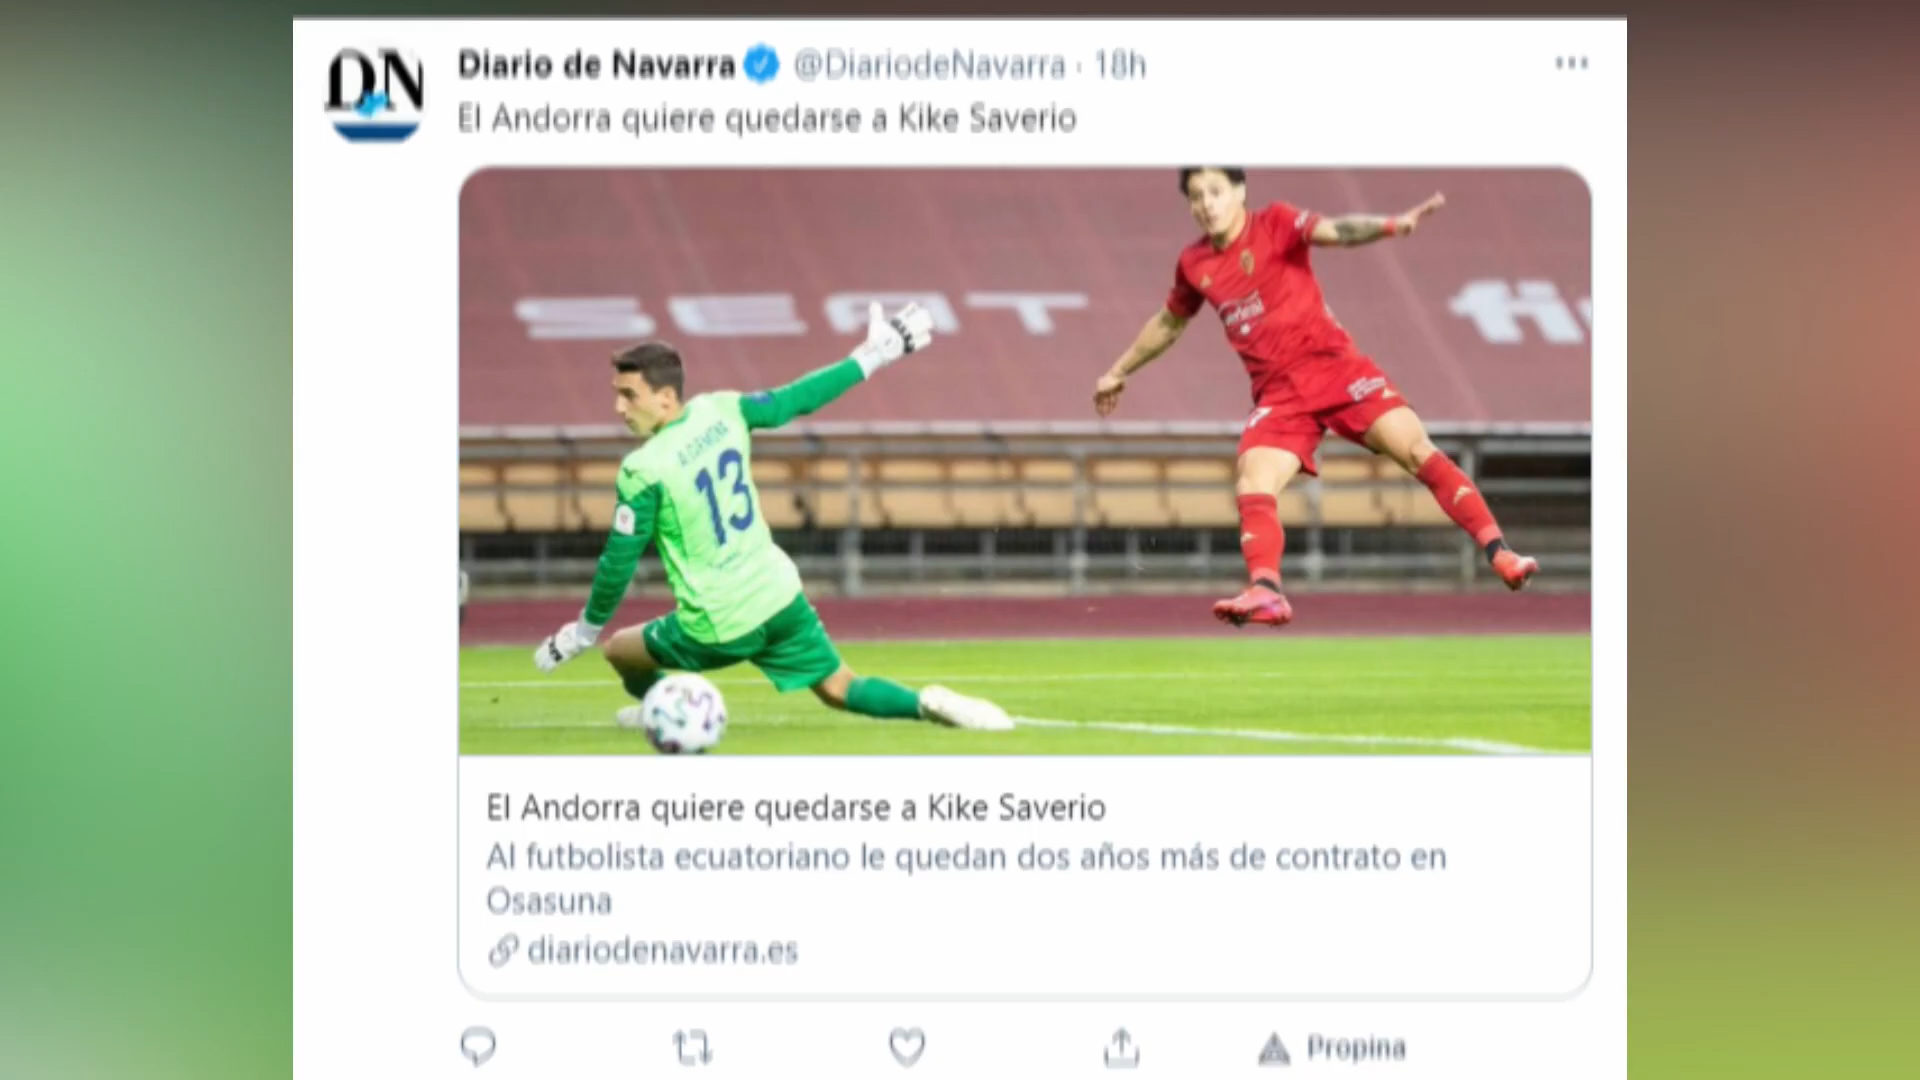 DN
Diario de Navarra @DiariodeNavarra · 18h
El Andorra quiere quedarse a Kike Saverio
SEAT
13
El Andorra quiere quedarse a Kike Saverio
Al futbolista ecuatoriano le quedan dos años más de contrato en
Osasuna
diariodenavarra.es
Propina